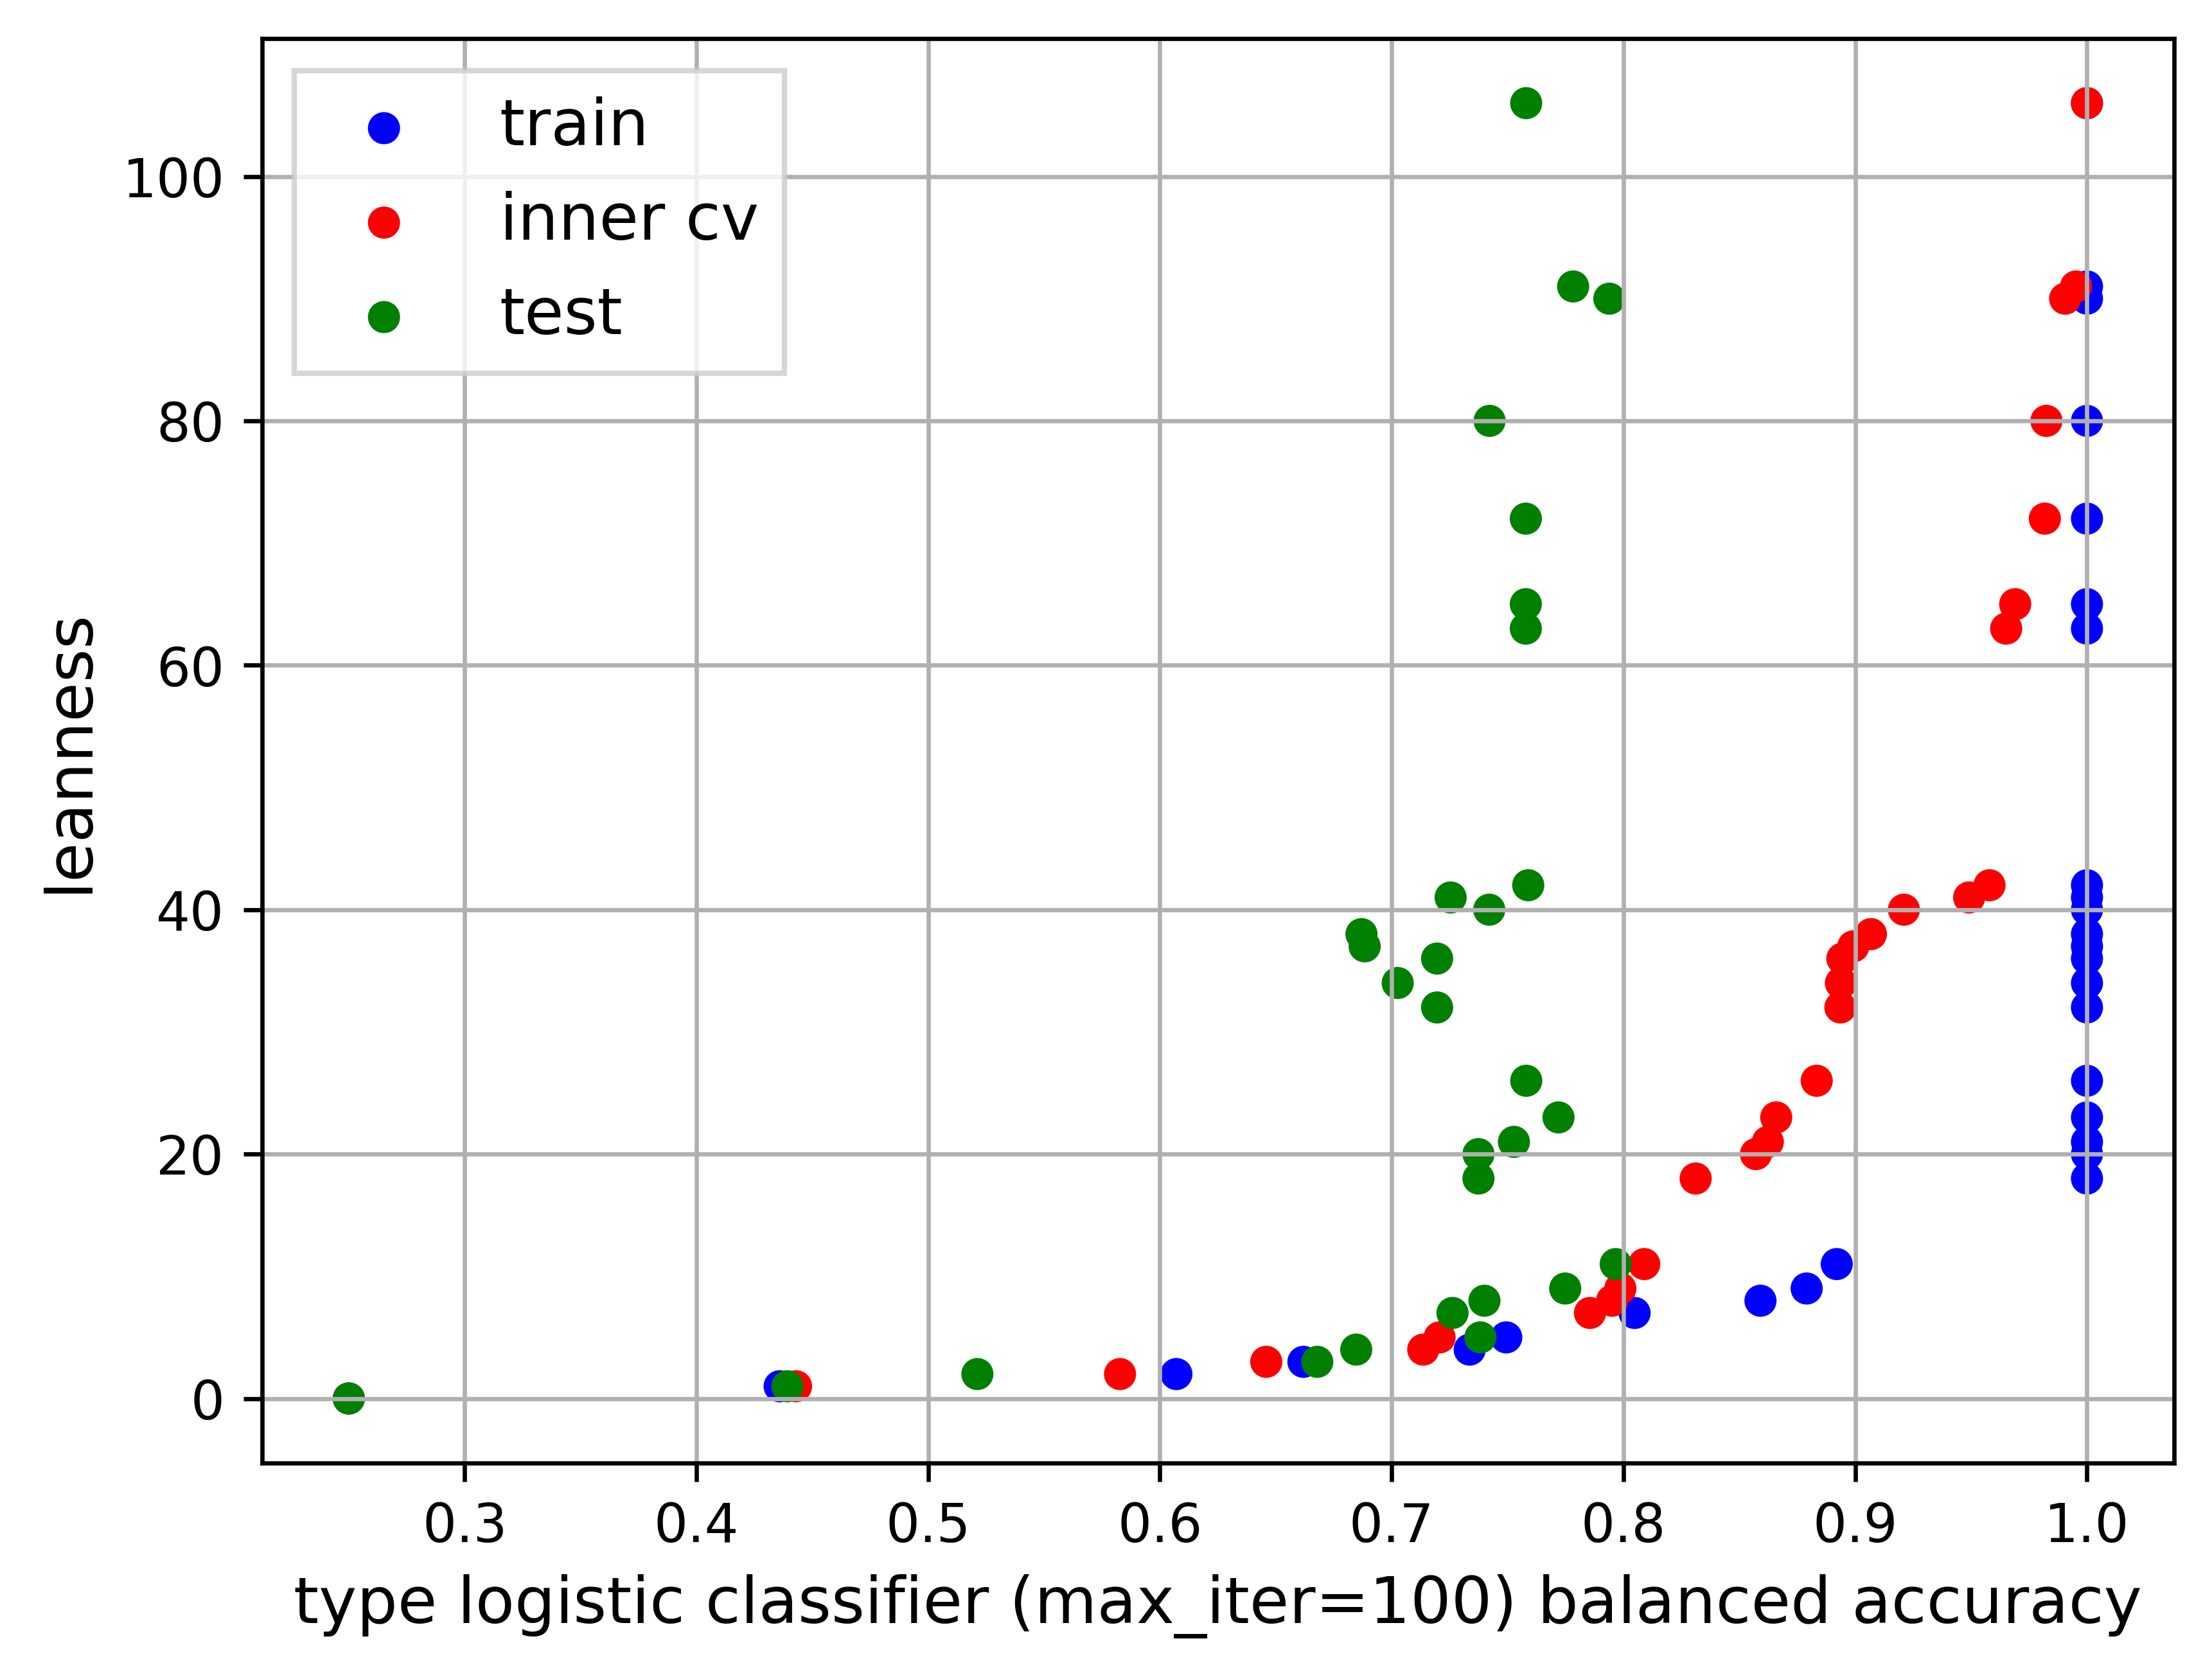 train
inner cv
test
100
80
60
40
20
0
leanness
0.3 0.4 0.5 0.6 0.7 0.8 0.9 1.0
type logistic classifier (max_iter=100) balanced accuracy